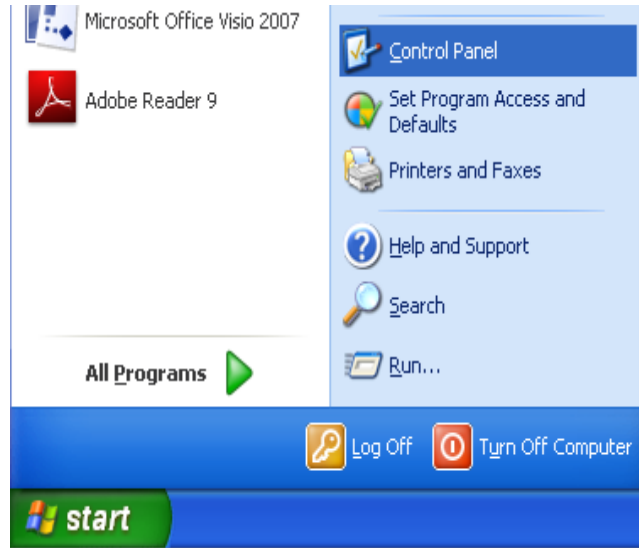 Microsoft Office Visio 2007
Adobe Reader 9
All Programs
Control Panel
Set Program Access and
Defaults
Printers and Faxes
Help and Support
Search
Run...
Log Off
Turn Off Computer
start